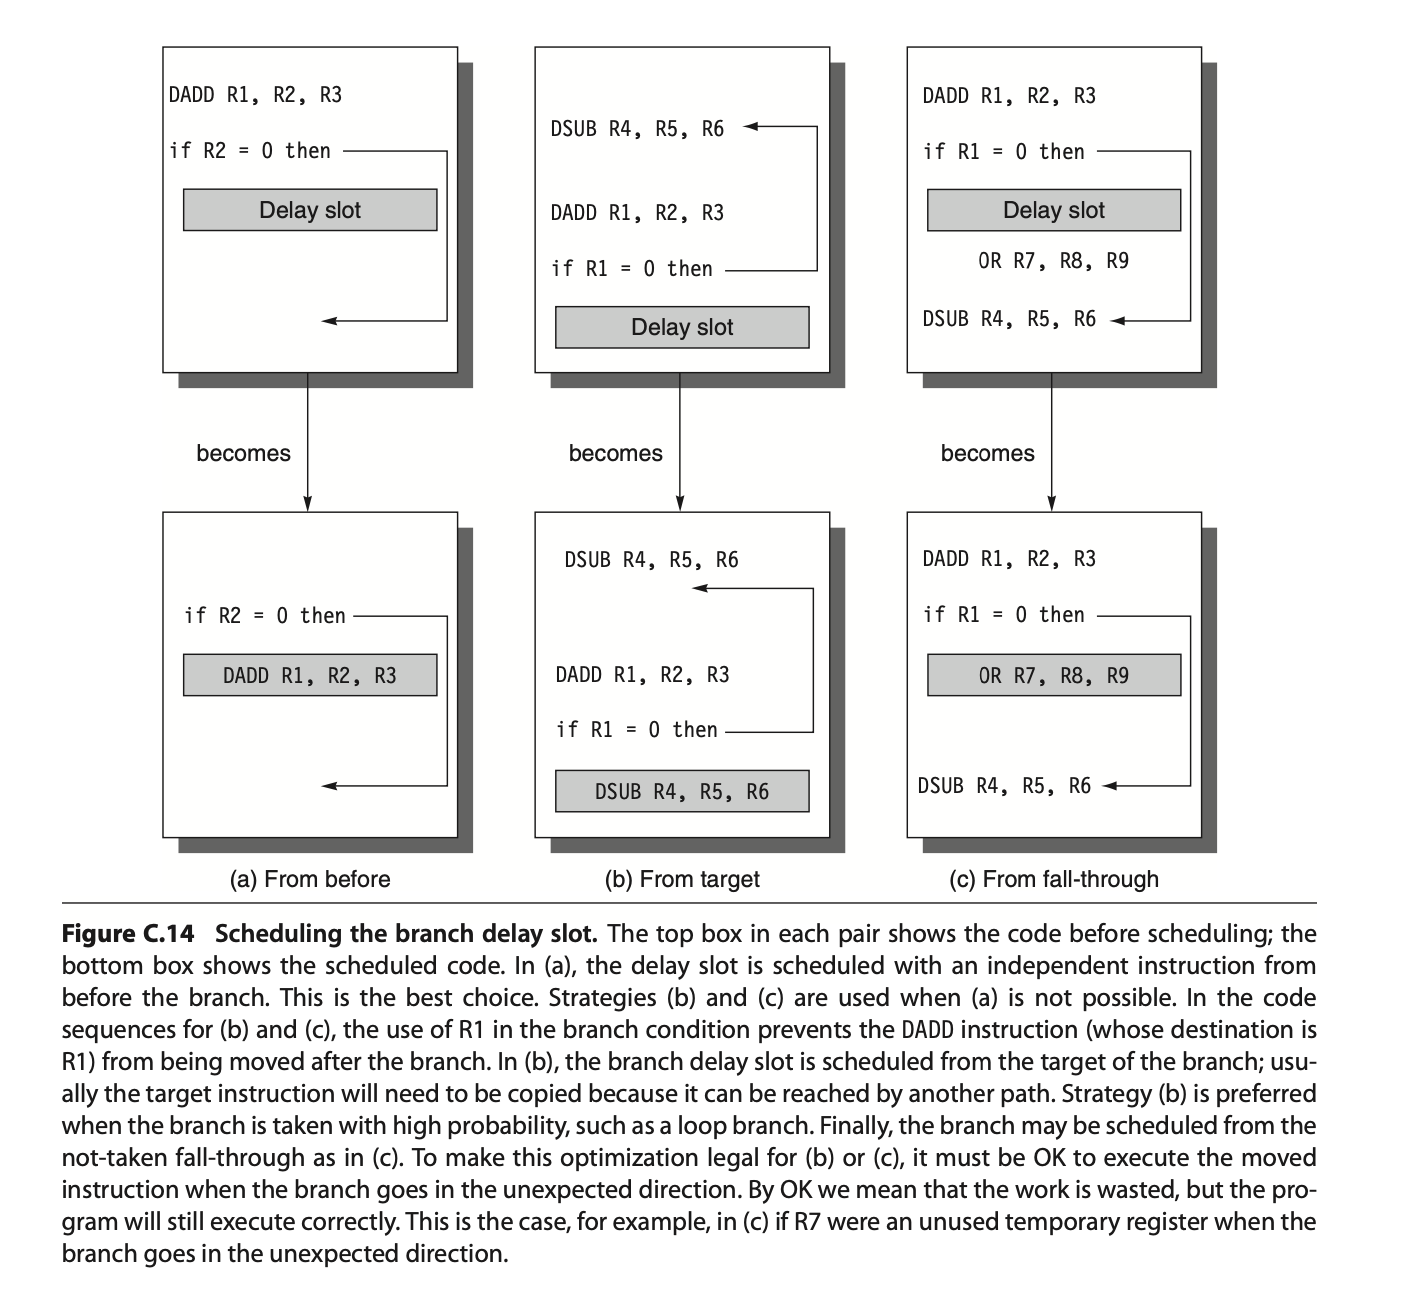 DADD R1, R2, R3
if R2 = 0 then
Delay slot
DSUB R4, R5, R6
DADD R1, R2, R3
if R1 = 0 then
Delay slot
DADD R1, R2, R3
if R1 = 0 then
Delay slot
OR R7, R8, R9
DSUB R4, R5, R6
becomes
becomes
becomes
if R2 = 0 then
DADD R1, R2, R3
DSUB R4, R5, R6
DADD R1, R2, R3
if R1 = 0 then
DSUB R4, R5, R6
DADD R1, R2, R3
if R1 = 0 then
OR R7, R8, R9
DSUB R4, R5, R6
(a) From before
(b) From target
(c) From fall-through
Figure C.14 Scheduling the branch delay slot. The top box in each pair shows the code before scheduling; the
bottom box shows the scheduled code. In (a), the delay slot is scheduled with an independent instruction from
before the branch. This is the best choice. Strategies (b) and (c) are used when (a) is not possible. In the code
sequences for (b) and (c), the use of R1 in the branch condition prevents the DADD instruction (whose destination is
R1) from being moved after the branch. In (b), the branch delay slot is scheduled from the target of the branch; usu-
ally the target instruction will need to be copied because it can be reached by another path. Strategy (b) is preferred
when the branch is taken with high probability, such as a loop branch. Finally, the branch may be scheduled from the
not-taken fall-through as in (c). To make this optimization legal for (b) or (c), it must be OK to execute the moved
instruction when the branch goes in the unexpected direction. By OK we mean that the work is wasted, but the pro-
gram will still execute correctly. This is the case, for example, in (c) if R7 were an unused temporary register when the
branch goes in the unexpected direction.